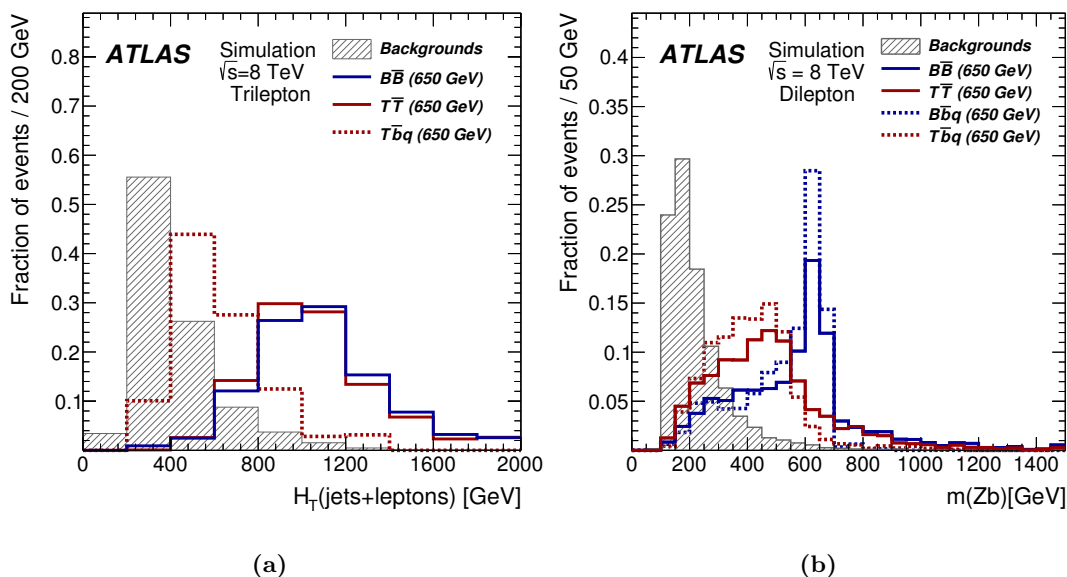 Fraction of events / 200 GeV
0.8
0.7
0.6
0.5
0.4
0.3
0.2
0.1
ATLAS
Simulation
√s=8 TeV
Trilepton
Backgrounds
BB̅ (650 GeV)
TT̅ (650 GeV)
Tb̅q (650 GeV)
0 400 800 1200 1600 2000
H_T(jets+leptons) [GeV]
(a)
Fraction of events / 50 GeV
0.4
0.35
0.3
0.25
0.2
0.15
0.1
0.05
ATLAS
Simulation
√s = 8 TeV
Dilepton
Backgrounds
BB̅ (650 GeV)
TT̅ (650 GeV)
Bb̅q (650 GeV)
Tb̅q (650 GeV)
0 200 400 600 800 1000 1200 1400
m(Zb)[GeV]
(b)